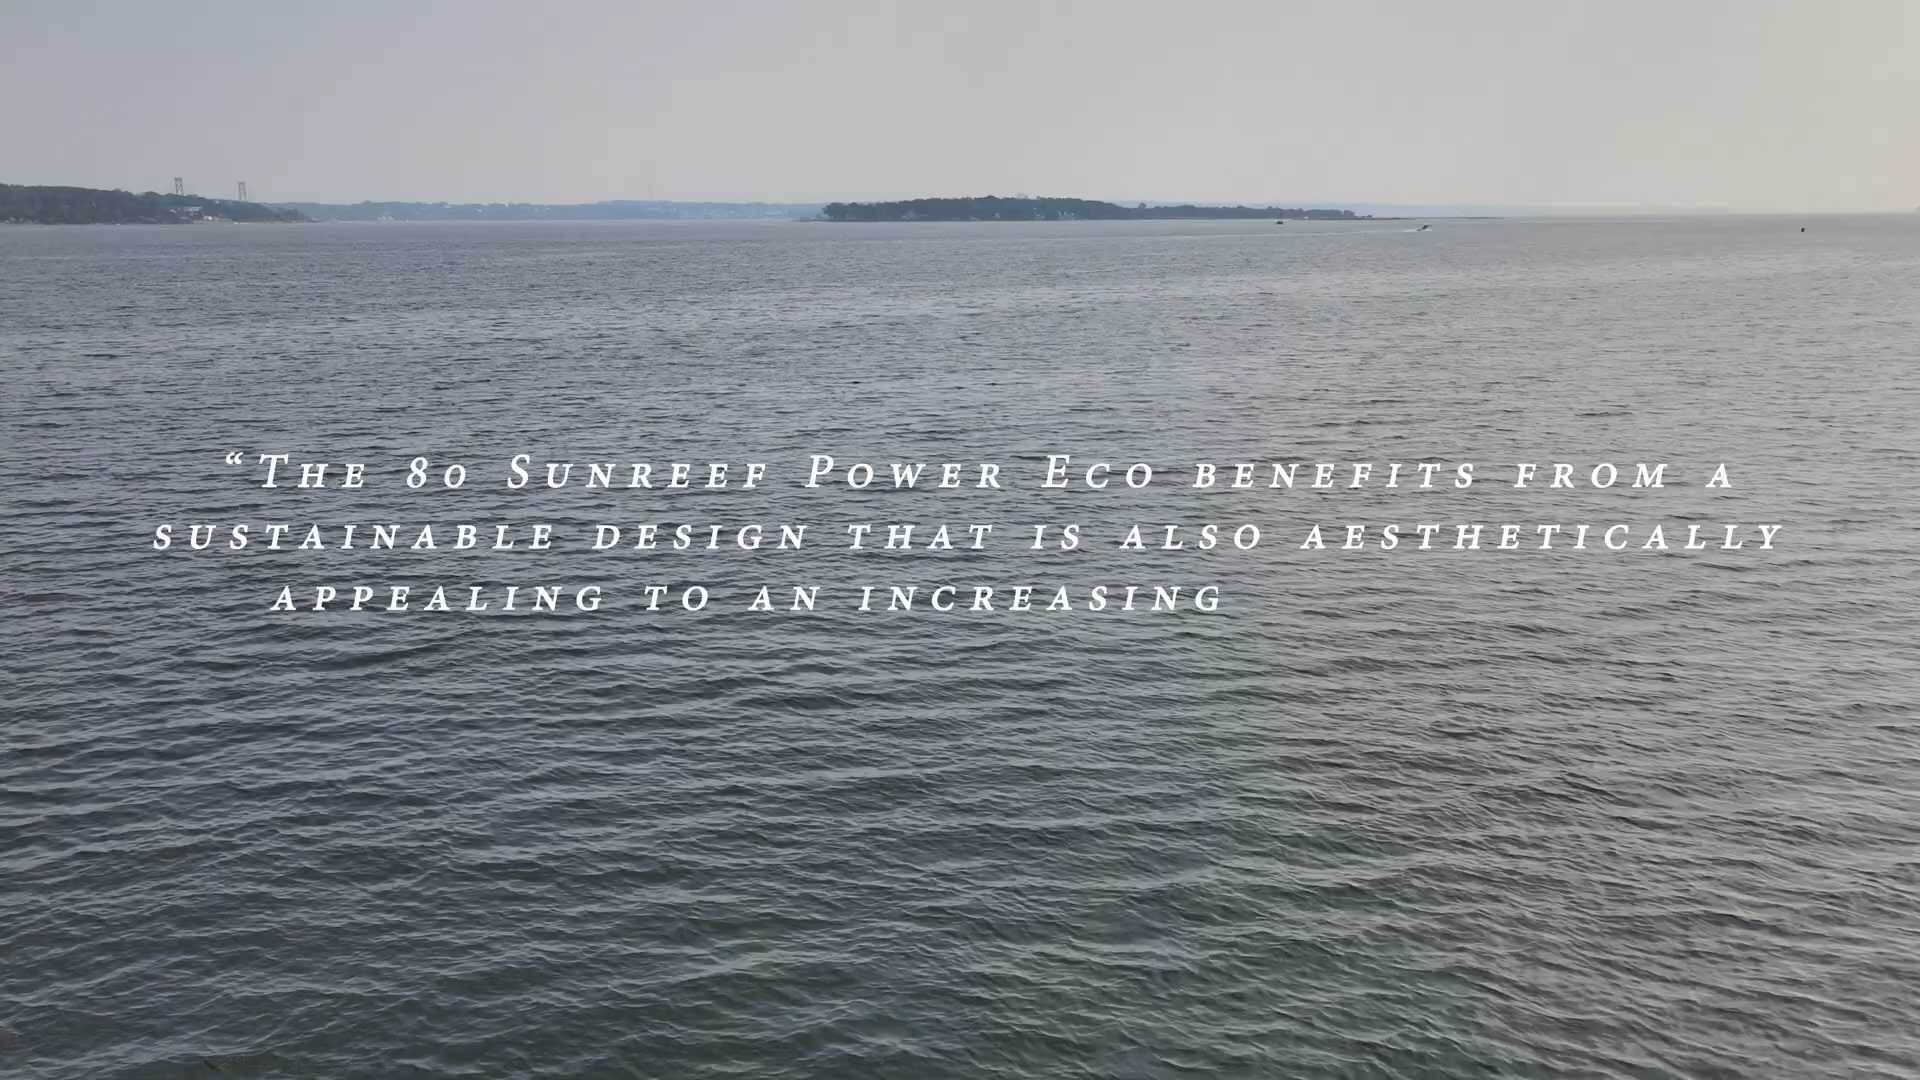 “The 80 Sunreef Power Eco benefits from a
sustainable design that is also aesthetically
appealing to an increasing